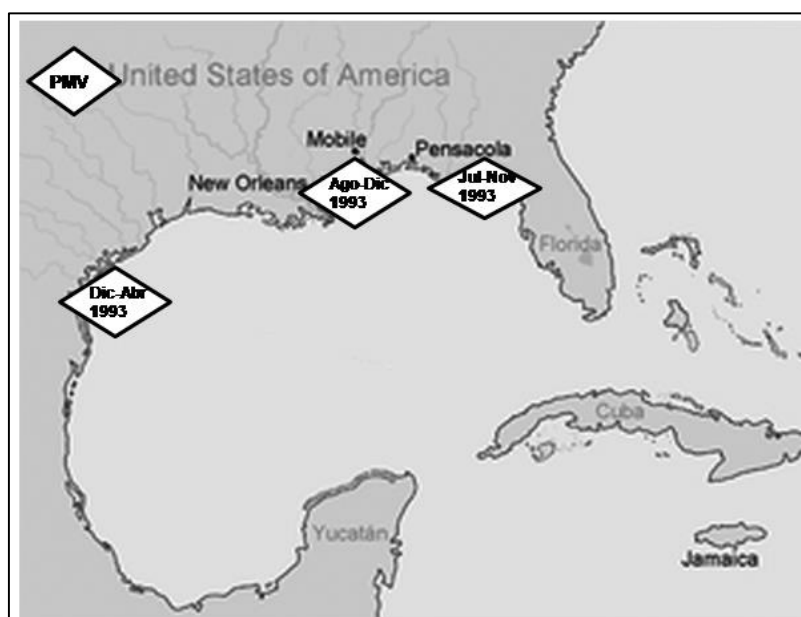 United States of America
PMV
Mobile
Pensacola
New Orleans
Ago-Dic
1993
Jul-Nov
1993
Florida
Dic-Abr
1993
Cuba
Yucatán
Jamaica